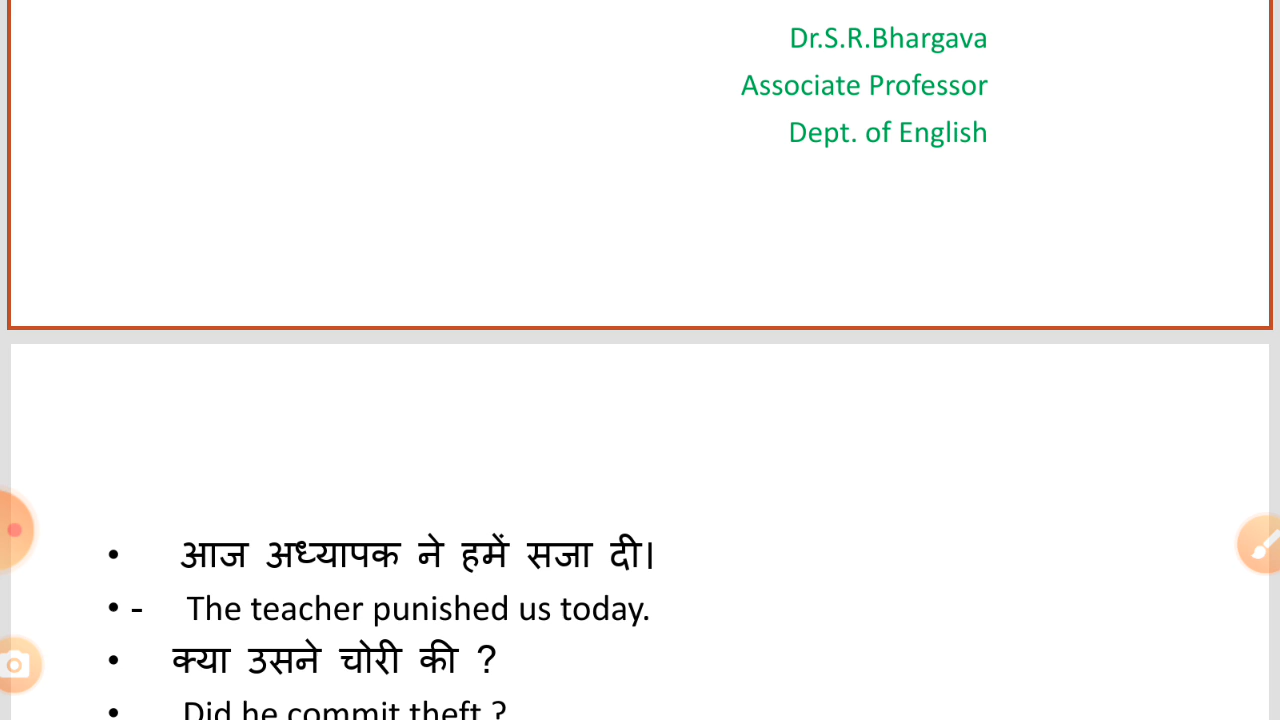 Dr.S.R.Bhargava
Associate Professor
Dept. of English
• आज अध्यापक ने हमें सजा दी।
• - The teacher punished us today.
• क्या उसने चोरी की ?
• Did he commit theft ?